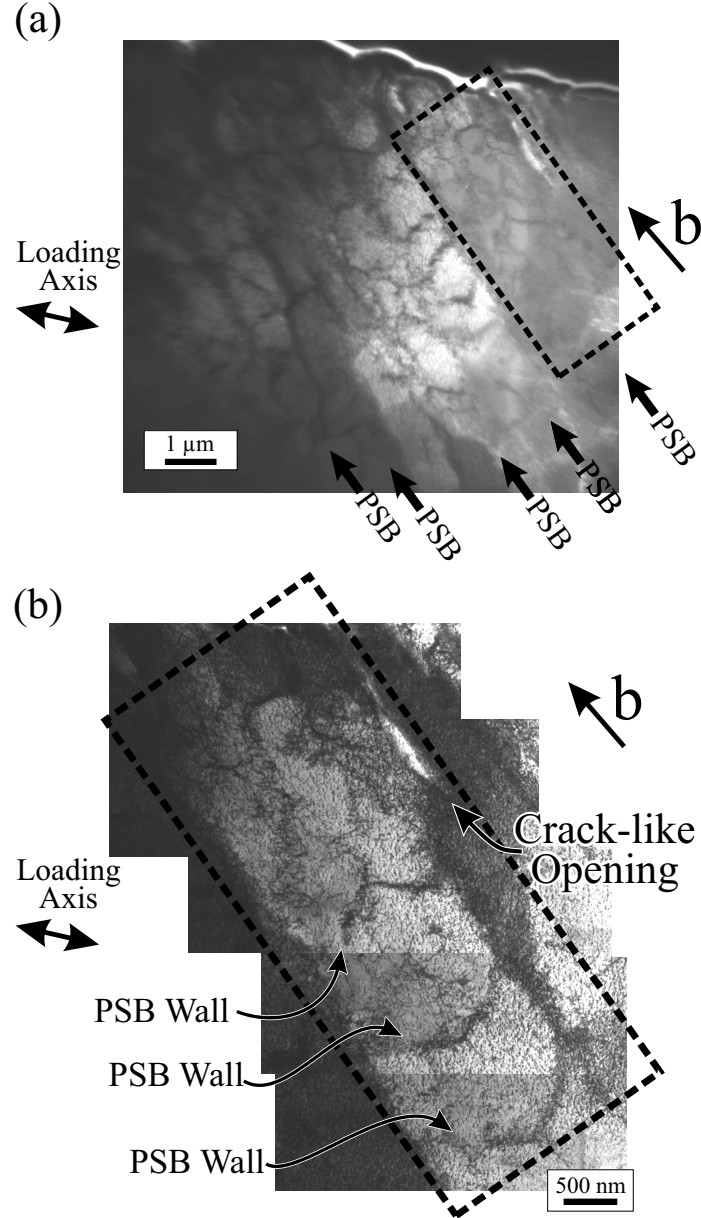 (a)
Loading
Axis
b
1 µm
PSB
PSB
PSB
PSB
PSB
(b)
b
Crack-like
Opening
Loading
Axis
PSB Wall
PSB Wall
PSB Wall
500 nm